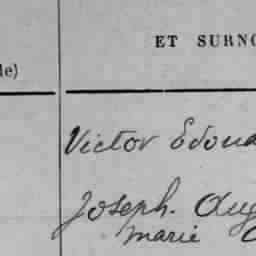 ET SURNO
le)
Victor Edoua
Joseph. Aug
marie